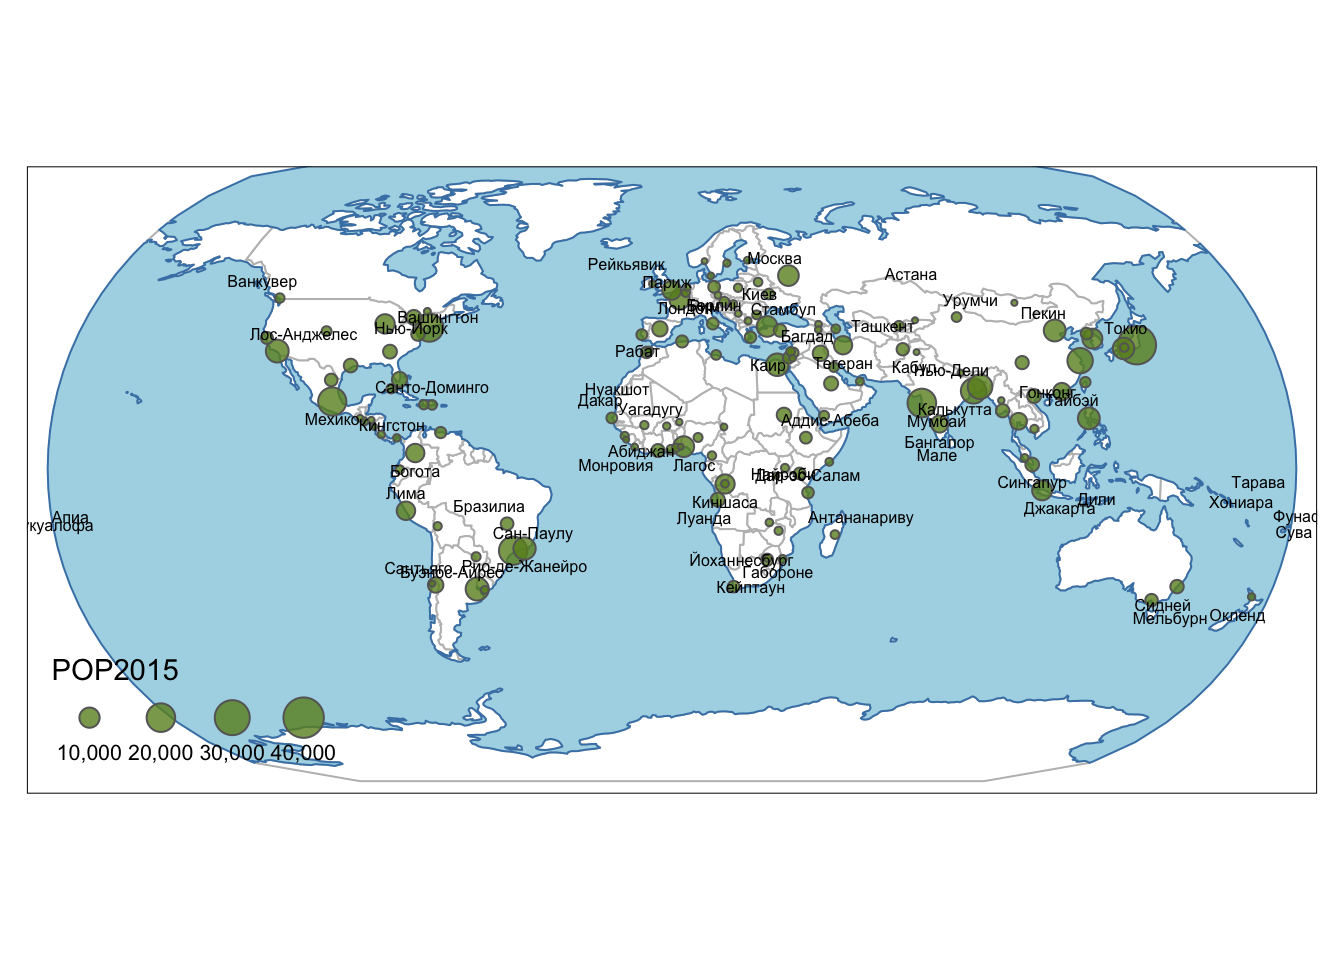 Москва
Рейкьявик
Астана
Ванкувер
Париж
Киев
Урумчи
Берлин
Лондон
Стамбул
Пекин
Вашингтон
Нью-Йорк
Ташкент
Токио
Лос-Анджелес
Багдад
Рабат
Каир
Тегеран
Кабул
Нью-Дели
Санто-Доминго
Нуакшот
Дакар
Гонконг
Тайбэй
Уагадугу
Калькутта
Мехико
Кингстон
Аддис-Абеба
Мумбай
Бангалор
Мале
Абиджан
Монровия
Лагос
Богота
Найроби
Дар-эс-Салам
Сингапур
Тарава
Лима
Киншаса
Дили
Хониара
Бразилиа
Джакарта
Луанда
Антананариву
Апиа
укуалофа
Фунас
Сува
Сан-Паулу
Рио-де-Жанейро
Сантьяго
Буэнос-Айрес
Йоханнесбург
Габороне
Кейптаун
Сидней
Мельбурн
Окленд
POP2015
10,000 20,000 30,000 40,000